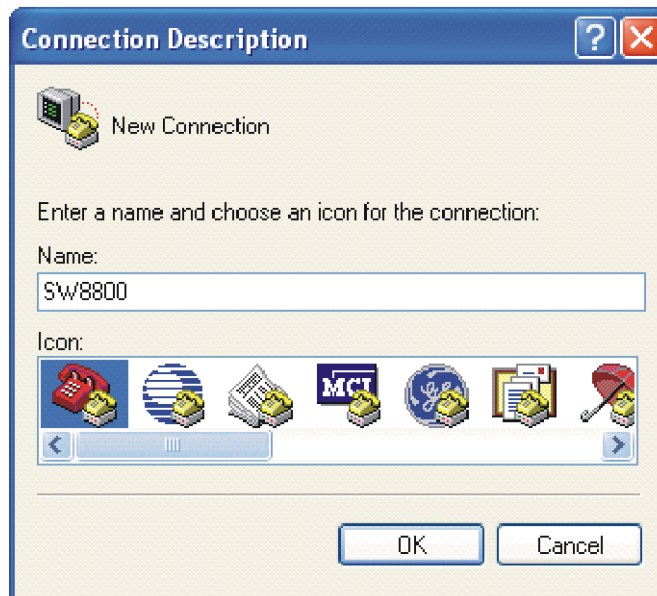 Connection Description
New Connection
Enter a name and choose an icon for the connection:
Name:
SW8800
Icon:
MCI
OK
Cancel